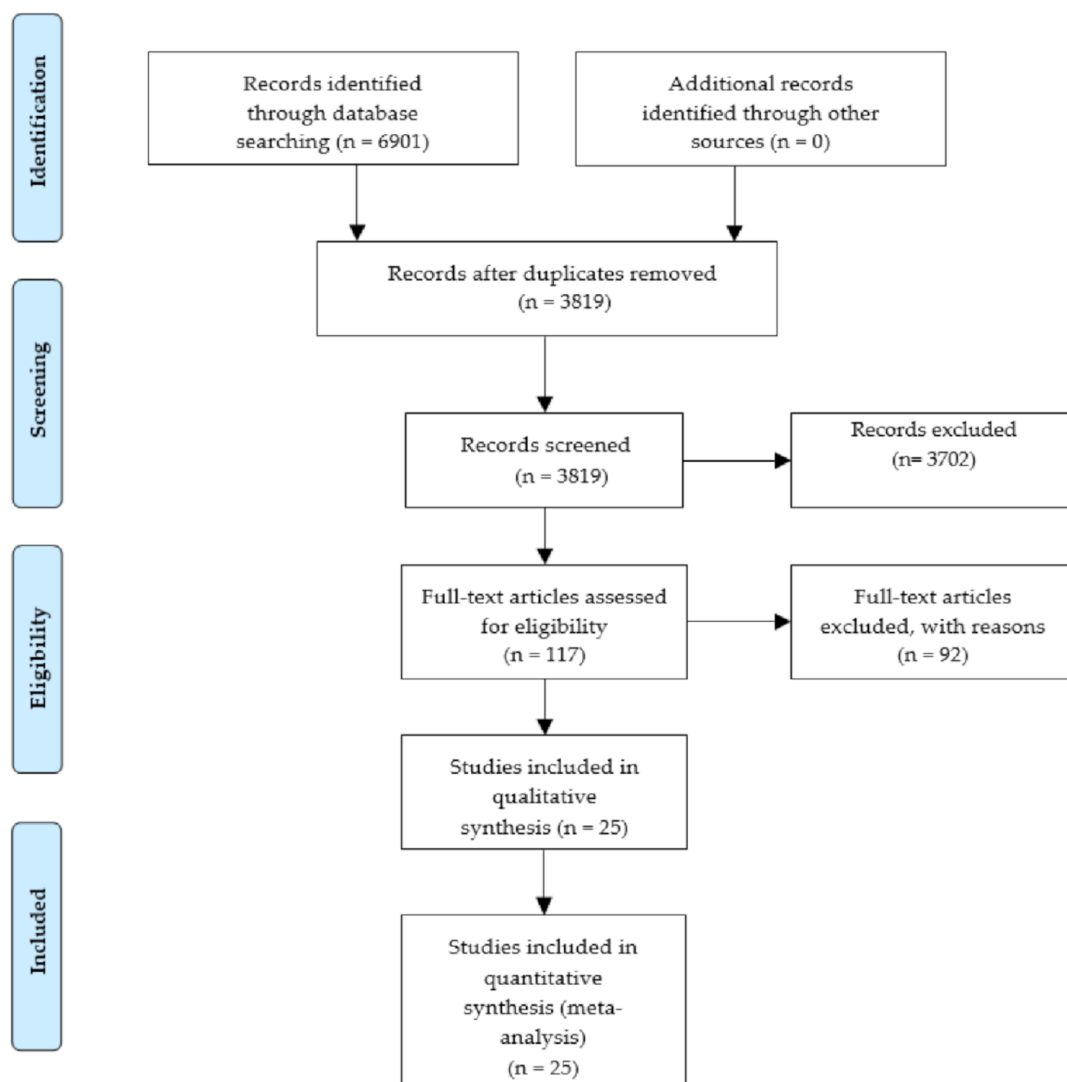 Identification
Records identified
through database
searching (n = 6901)
Additional records
identified through other
sources (n = 0)
Records after duplicates removed
(n = 3819)
Screening
Records screened
(n = 3819)
Records excluded
(n= 3702)
Eligibility
Full-text articles assessed
for eligibility
(n = 117)
Full-text articles
excluded, with reasons
(n = 92)
Studies included in
qualitative
synthesis (n = 25)
Included
Studies included in
quantitative
synthesis (meta-
analysis)
(n = 25)